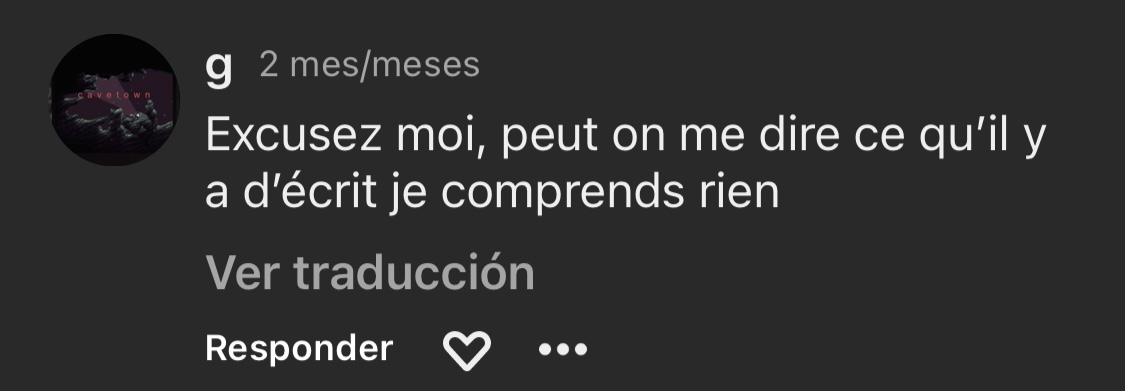 cavetown
g 2 mes/meses
Excusez moi, peut on me dire ce qu’il y
a d’écrit je comprends rien
Ver traducción
Responder